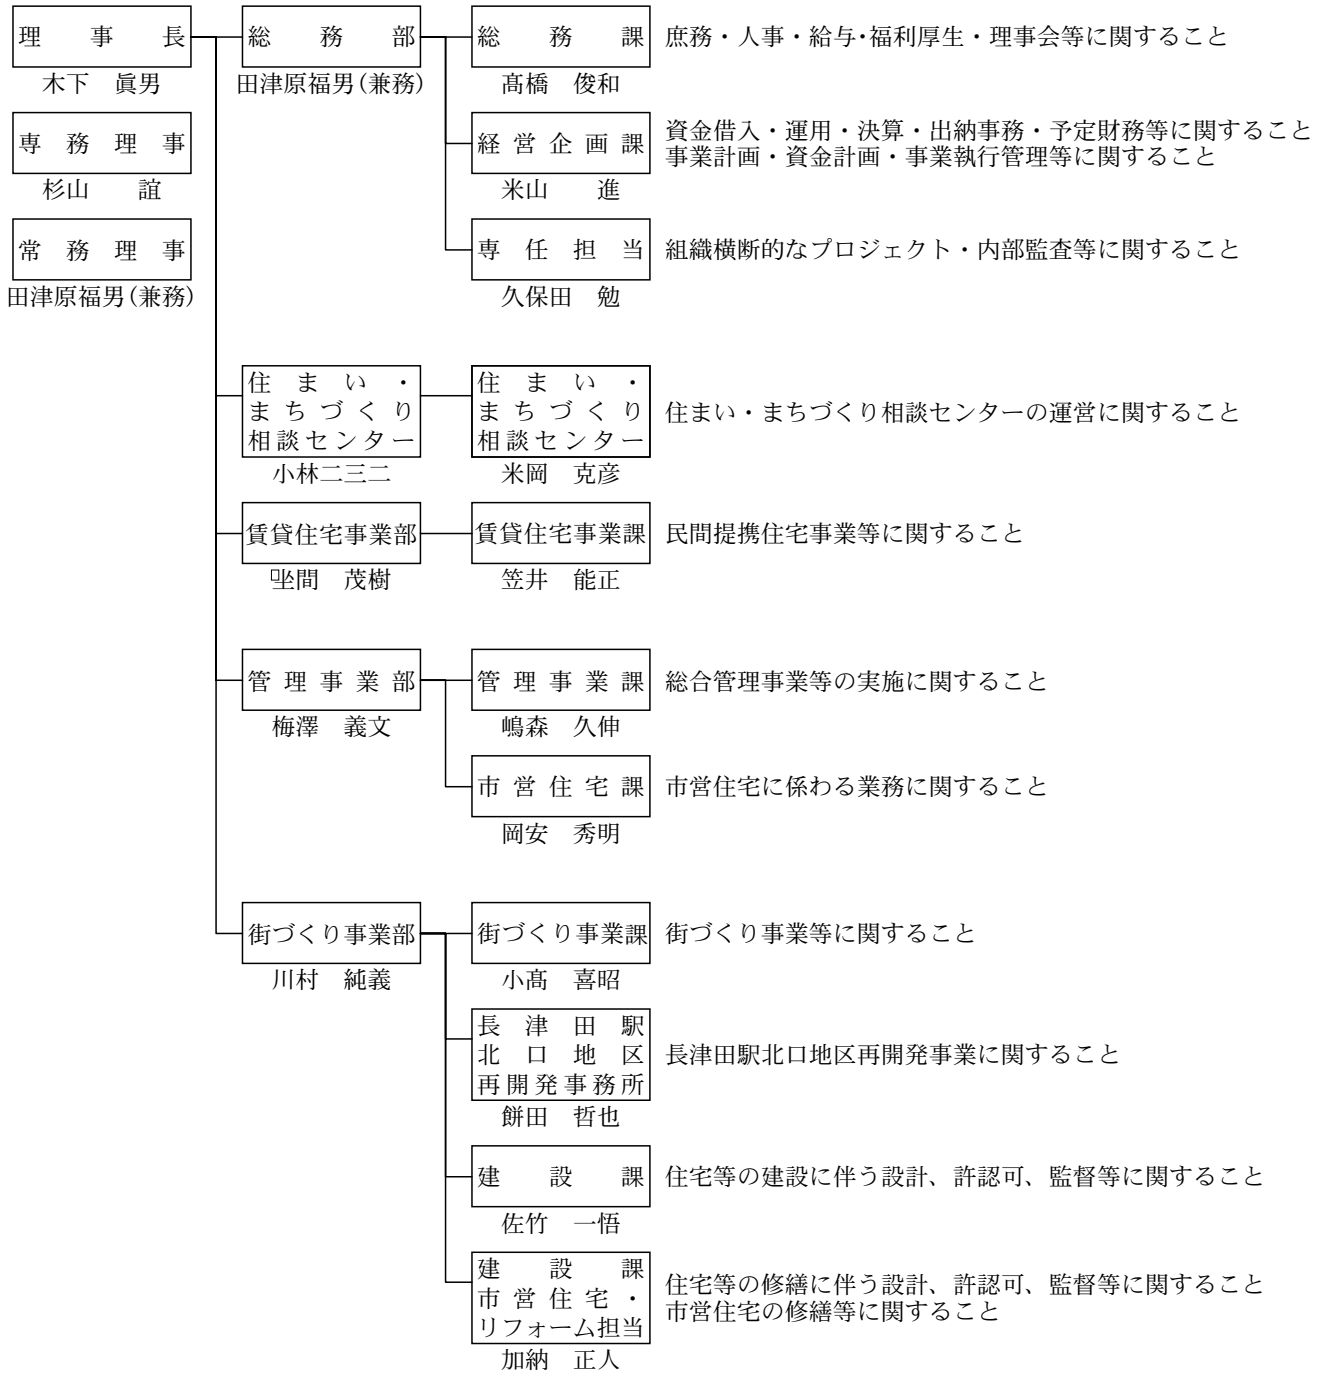 理事長
木下 眞男
専務理事
杉山 誼
常務理事
田津原福男(兼務)
総務部
田津原福男(兼務)
総務課
庶務・人事・給与・福利厚生・理事会等に関すること
髙橋 俊和
経営企画課
資金借入・運用・決算・出納事務・予定財務等に関すること
事業計画・資金計画・事業執行管理等に関すること
米山 進
専任担当
組織横断的なプロジェクト・内部監査等に関すること
久保田 勉
住まい・
まちづくり
相談センター
小林二三二
住まい・
まちづくり
相談センター
住まい・まちづくり相談センターの運営に関すること
米岡 克彦
賃貸住宅事業部
坐間 茂樹
賃貸住宅事業課
民間提携住宅事業等に関すること
笠井 能正
管理事業部
梅澤 義文
管理事業課
総合管理事業等の実施に関すること
嶋森 久伸
市営住宅課
市営住宅に係わる業務に関すること
岡安 秀明
街づくり事業部
川村 純義
街づくり事業課
街づくり事業等に関すること
小髙 喜昭
長津田駅
北口地区
再開発事務所
長津田駅北口地区再開発事業に関すること
餅田 哲也
建設課
住宅等の建設に伴う設計、許認可、監督等に関すること
佐竹 一悟
建設課
市営住宅・
リフォーム担当
住宅等の修繕に伴う設計、許認可、監督等に関すること
市営住宅の修繕等に関すること
加納 正人